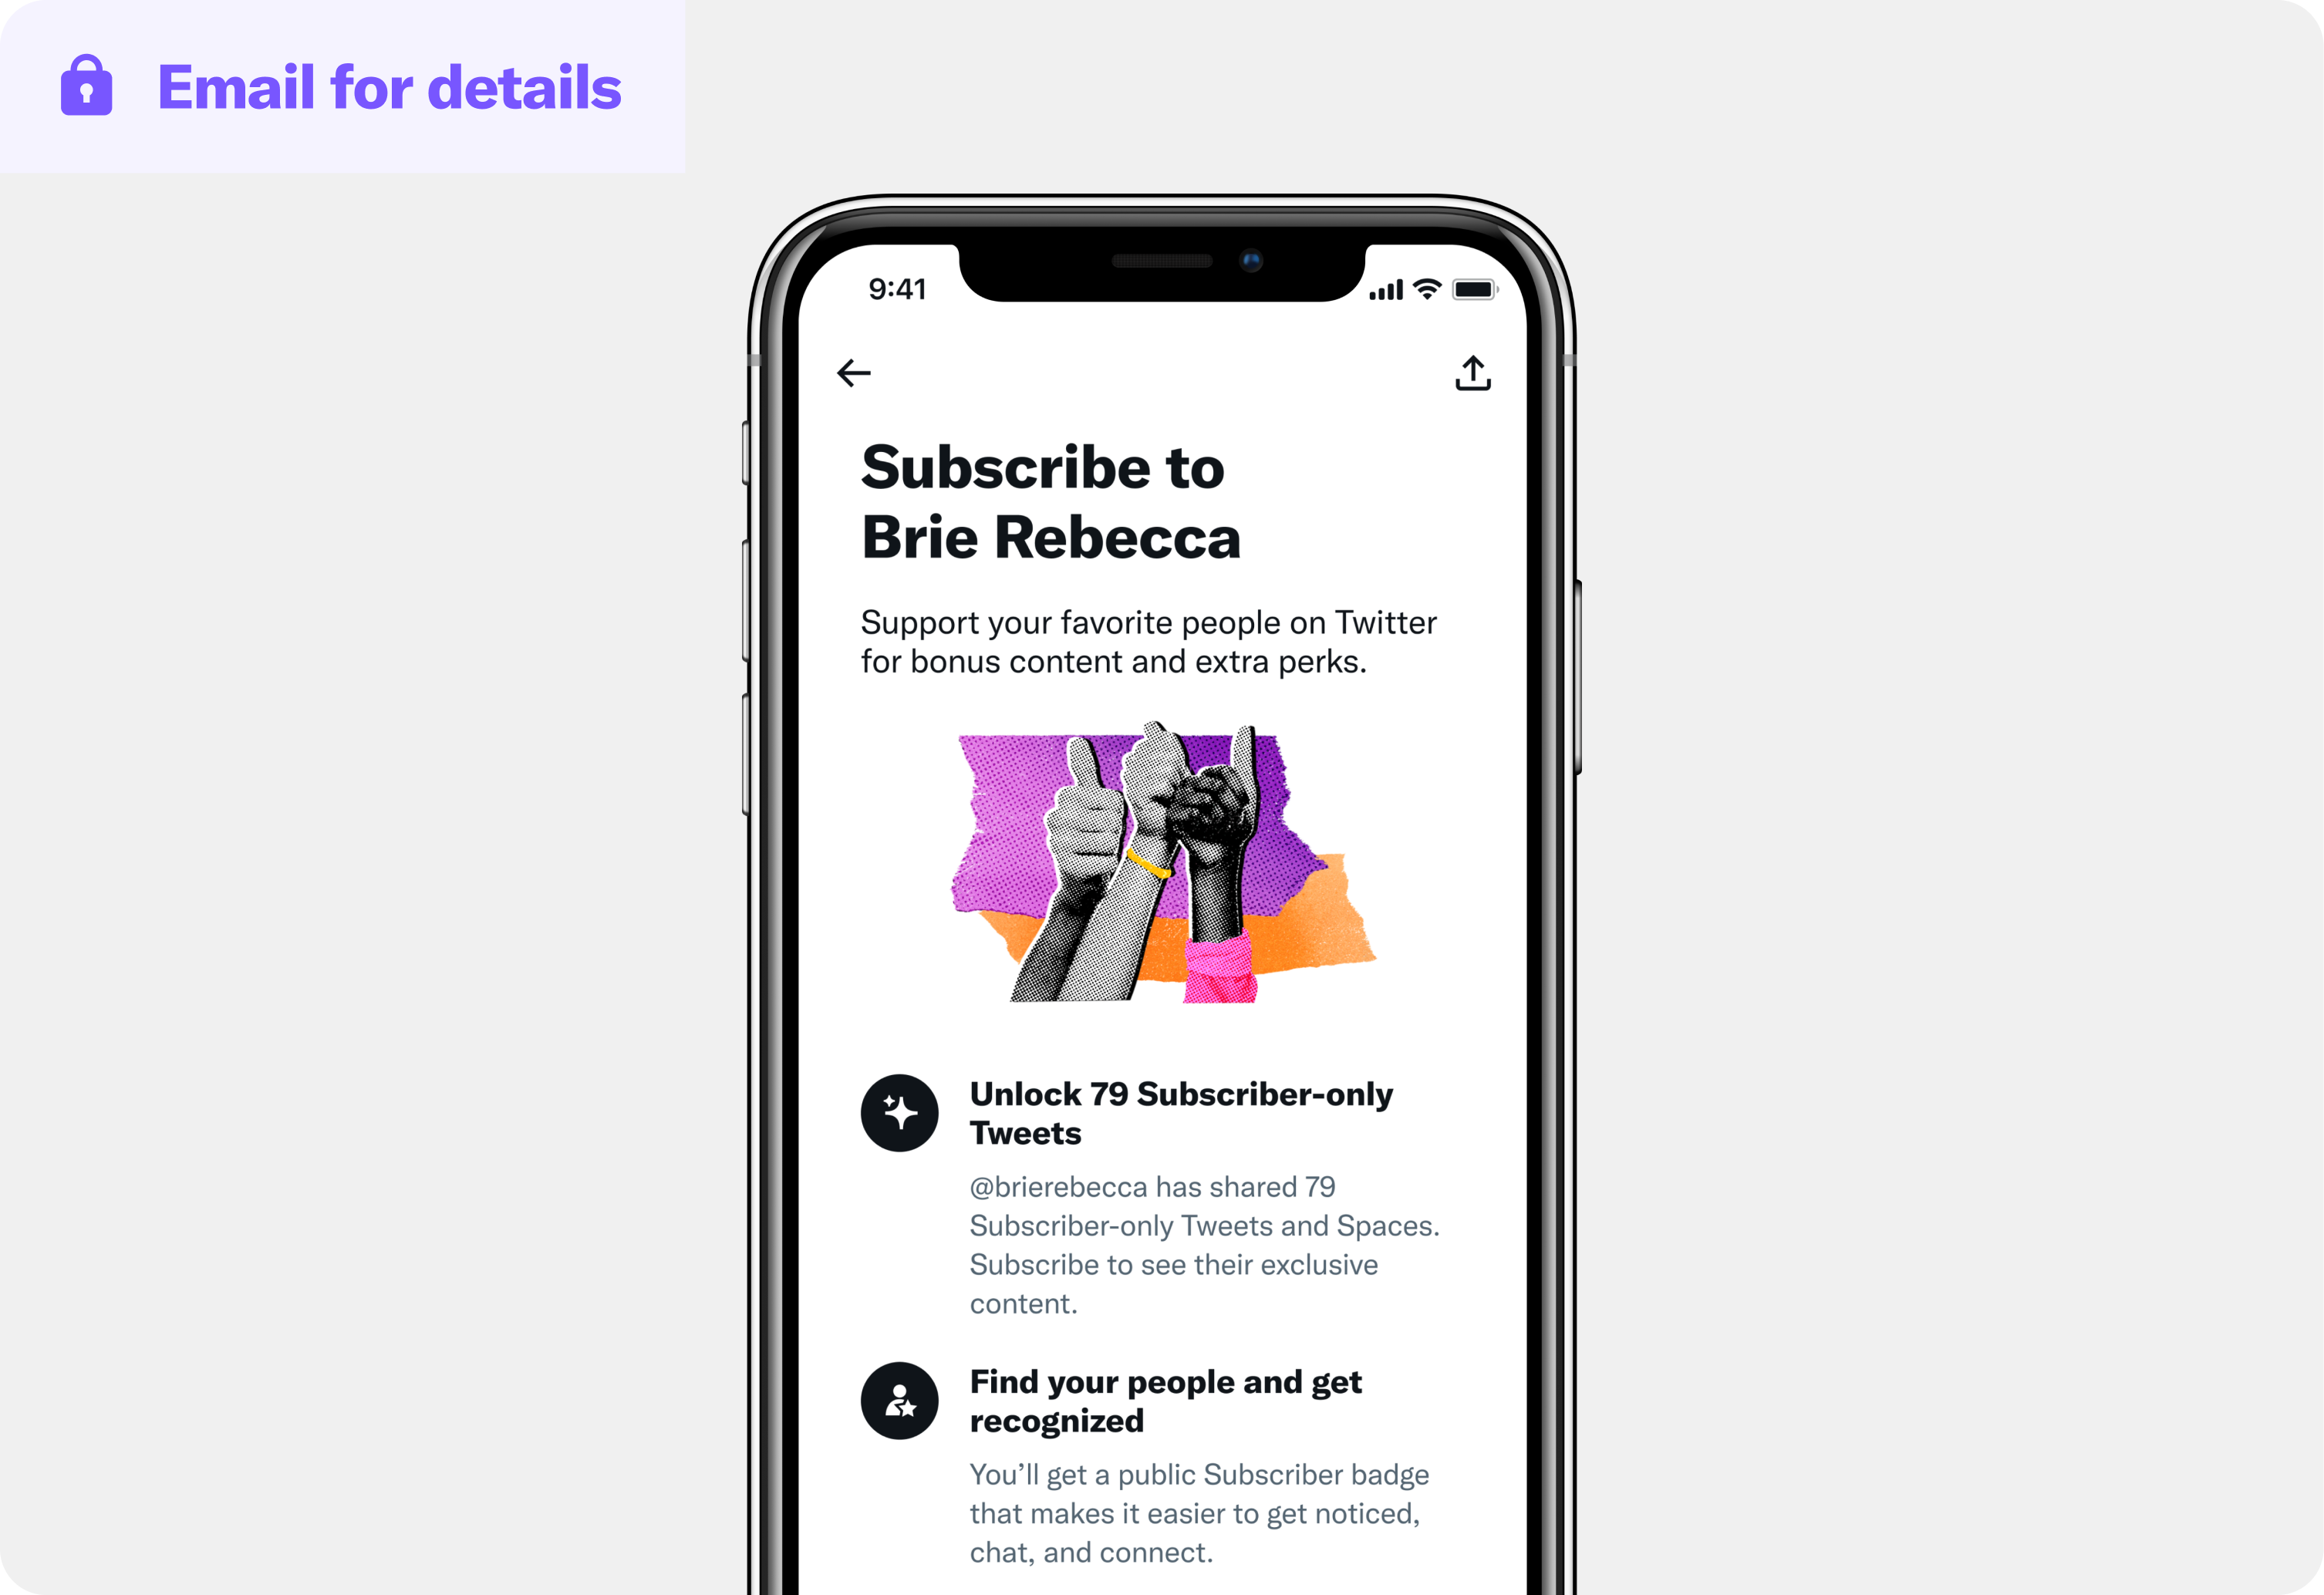 Email for details
9:41
Subscribe to
Brie Rebecca
Support your favorite people on Twitter
for bonus content and extra perks.
Unlock 79 Subscriber-only
Tweets
@brierebecca has shared 79
Subscriber-only Tweets and Spaces.
Subscribe to see their exclusive
content.
Find your people and get
recognized
You’ll get a public Subscriber badge
that makes it easier to get noticed,
chat, and connect.